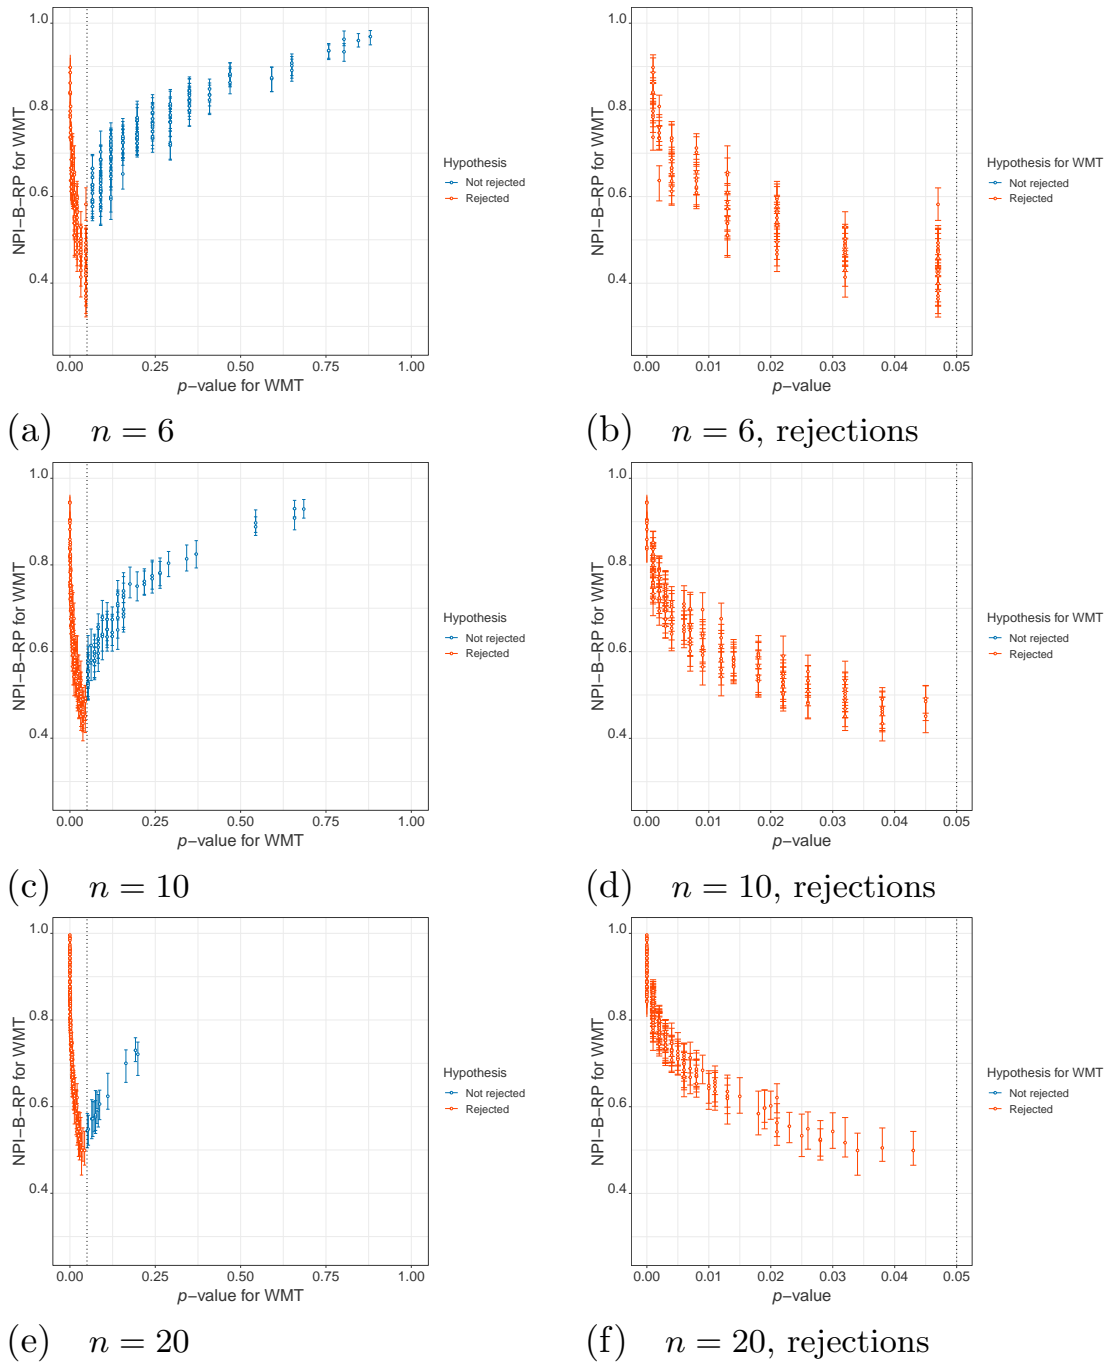 1.0
0.8
0.6
0.4
NPI−B−RP for WMT
0.00 0.25 0.50 0.75 1.00
p−value for WMT
Hypothesis
Not rejected
Rejected
(a) n = 6
1.0
0.8
0.6
0.4
NPI−B−RP for WMT
0.00 0.01 0.02 0.03 0.04 0.05
p−value
Hypothesis for WMT
Not rejected
Rejected
(b) n = 6, rejections
1.0
0.8
0.6
0.4
NPI−B−RP for WMT
0.00 0.25 0.50 0.75 1.00
p−value for WMT
Hypothesis
Not rejected
Rejected
(c) n = 10
1.0
0.8
0.6
0.4
NPI−B−RP for WMT
0.00 0.01 0.02 0.03 0.04 0.05
p−value
Hypothesis for WMT
Not rejected
Rejected
(d) n = 10, rejections
1.0
0.8
0.6
0.4
NPI−B−RP for WMT
0.00 0.25 0.50 0.75 1.00
p−value for WMT
Hypothesis
Not rejected
Rejected
(e) n = 20
1.0
0.8
0.6
0.4
NPI−B−RP for WMT
0.00 0.01 0.02 0.03 0.04 0.05
p−value
Hypothesis for WMT
Not rejected
Rejected
(f) n = 20, rejections